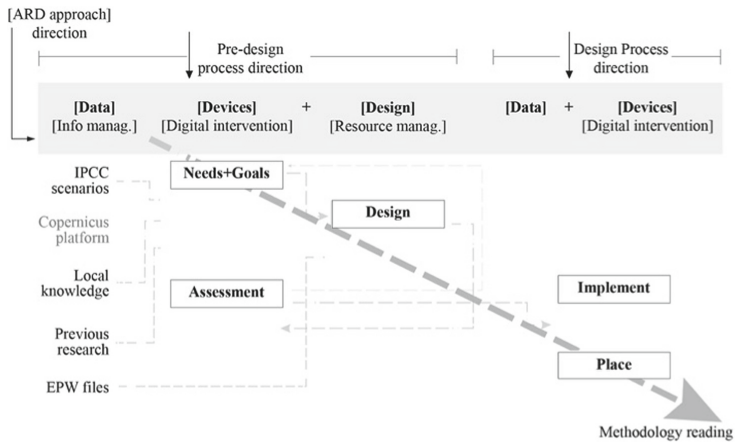 [ARD approach]
direction
Pre-design
process direction
Design Process
direction
[Data] [Devices] + [Design] [Data] + [Devices]
[Info manag.] [Digital intervention] [Resource manag.] [Digital intervention]
IPCC
scenarios
Needs+Goals
Copernicus
platform
Design
Local
knowledge
Assessment
Implement
Previous
research
Place
EPW files
Methodology reading